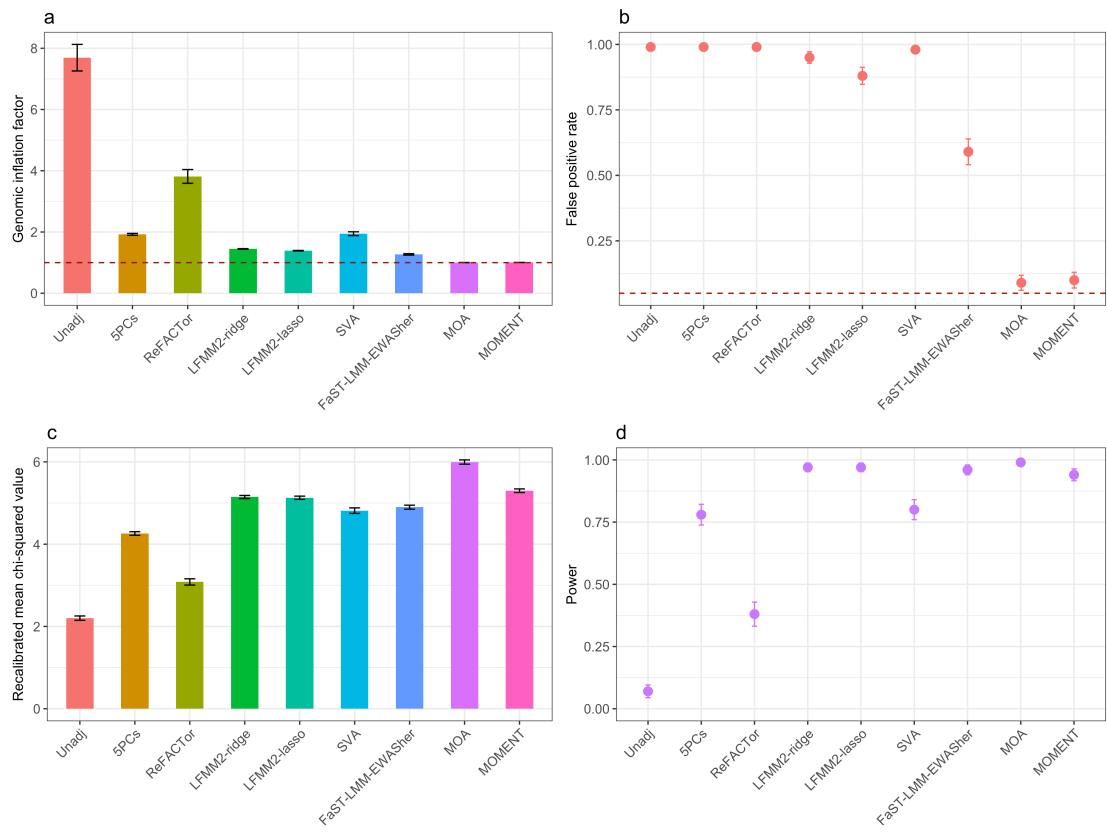 a
Genomic inflation factor
8
6
4
2
0
Unadj
5PCs
ReFACTor
LFMM2-ridge
LFMM2-lasso
SVA
FaST-LMM-EWASher
MOA
MOMENT
b
False positive rate
1.00
0.75
0.50
0.25
Unadj
5PCs
ReFACTor
LFMM2-ridge
LFMM2-lasso
SVA
FaST-LMM-EWASher
MOA
MOMENT
c
Recalibrated mean chi-squared value
6
4
2
0
Unadj
5PCs
ReFACTor
LFMM2-ridge
LFMM2-lasso
SVA
FaST-LMM-EWASher
MOA
MOMENT
d
Power
1.00
0.75
0.50
0.25
0.00
Unadj
5PCs
ReFACTor
LFMM2-ridge
LFMM2-lasso
SVA
FaST-LMM-EWASher
MOA
MOMENT